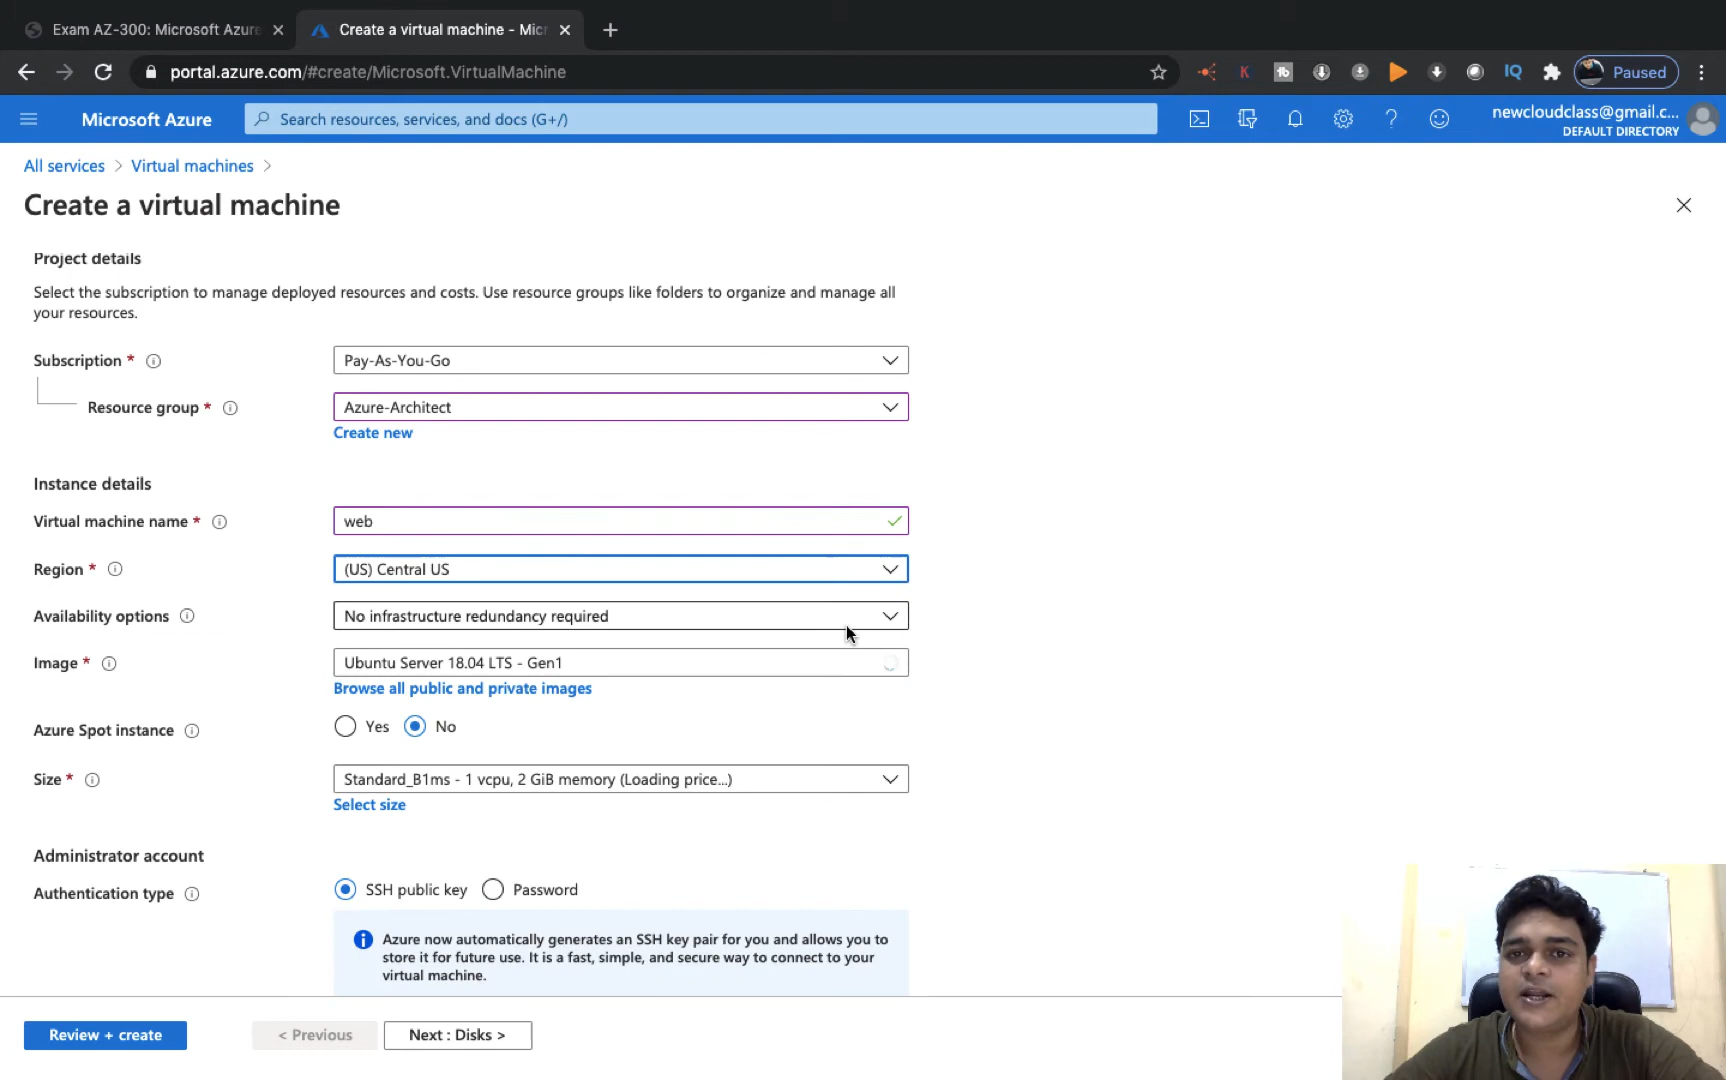 Exam AZ-300: Microsoft Azure
Create a virtual machine - Mic
portal.azure.com/#create/Microsoft.VirtualMachine
K
tb
IQ
Paused
Microsoft Azure
Search resources, services, and docs (G+/)
newcloudclass@gmail.c...
DEFAULT DIRECTORY
All services > Virtual machines >
Create a virtual machine
Project details
Select the subscription to manage deployed resources and costs. Use resource groups like folders to organize and manage all
your resources.
Subscription *
Pay-As-You-Go
Resource group *
Azure-Architect
Create new
Instance details
Virtual machine name *
web
Region *
(US) Central US
Availability options
No infrastructure redundancy required
Image *
Ubuntu Server 18.04 LTS - Gen1
Browse all public and private images
Azure Spot instance
Yes No
Size *
Standard_B1ms - 1 vcpu, 2 GiB memory (Loading price...)
Select size
Administrator account
Authentication type
SSH public key Password
Azure now automatically generates an SSH key pair for you and allows you to
store it for future use. It is a fast, simple, and secure way to connect to your
virtual machine.
Review + create
< Previous
Next : Disks >